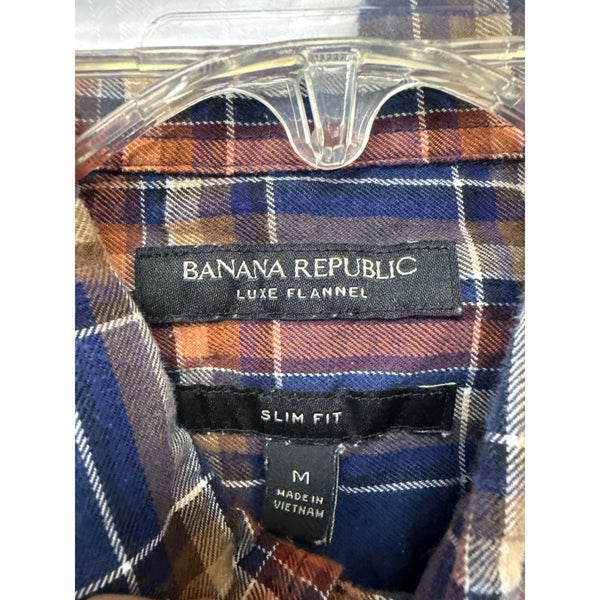 BANANA REPUBLIC
LUXE FLANNEL
SLIM FIT
M
MADE IN
VIETNAM